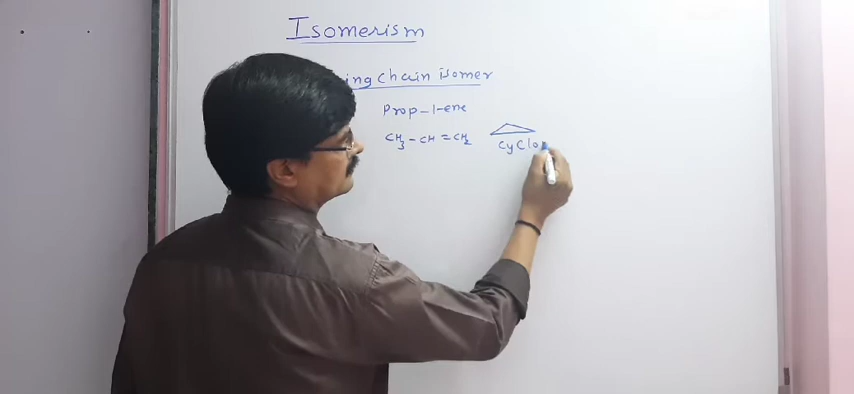 Isomerism
ing chain isomer
Prop-1-ene
CH3-CH=CH2
Cyclo